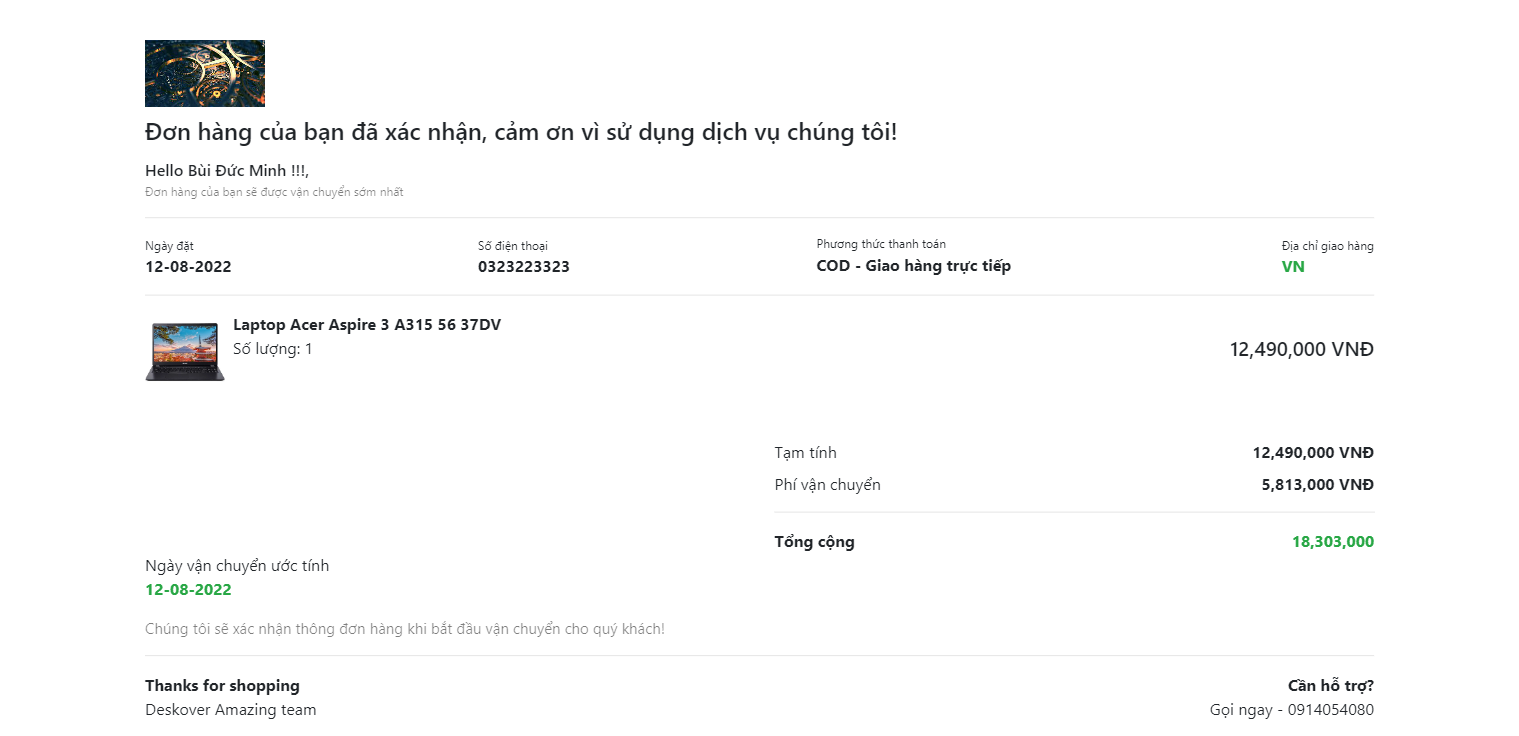 Đơn hàng của bạn đã xác nhận, cảm ơn vì sử dụng dịch vụ chúng tôi!
Hello Bùi Đức Minh !!!,
Đơn hàng của bạn sẽ được vận chuyển sớm nhất
Ngày đặt
12-08-2022
Số điện thoại
0323223323
Phương thức thanh toán
COD - Giao hàng trực tiếp
Địa chỉ giao hàng
VN
Laptop Acer Aspire 3 A315 56 37DV
Số lượng: 1
12,490,000 VNĐ
Tạm tính 12,490,000 VNĐ
Phí vận chuyển 5,813,000 VNĐ
Tổng cộng 18,303,000
Ngày vận chuyển ước tính
12-08-2022
Chúng tôi sẽ xác nhận thông đơn hàng khi bắt đầu vận chuyển cho quý khách!
Thanks for shopping
Deskover Amazing team
Cần hỗ trợ?
Gọi ngay - 0914054080